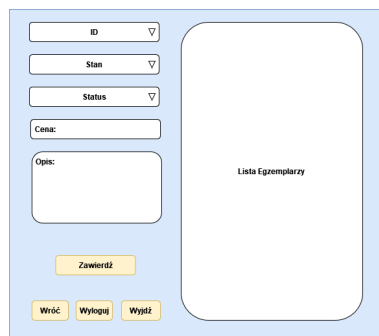 ID
Stan
Status
Cena:
Opis:
Lista Egzemplarzy
Zawierdź
Wróć
Wyloguj
Wyjdź